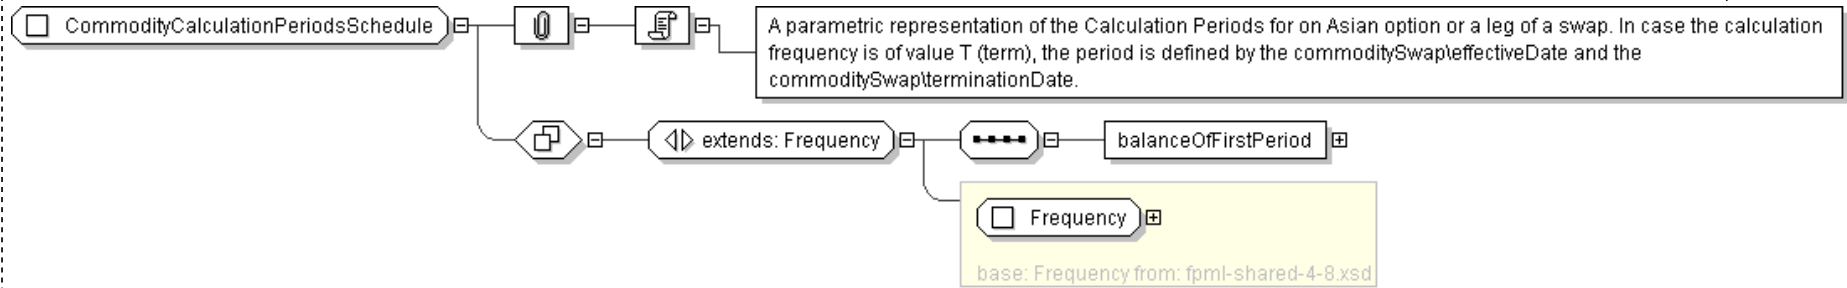 CommodityCalculationPeriodsSchedule
A parametric representation of the Calculation Periods for on Asian option or a leg of a swap. In case the calculation
frequency is of value T (term), the period is defined by the commoditySwap\effectiveDate and the
commoditySwap\terminationDate.
extends: Frequency
balanceOfFirstPeriod
Frequency
base: Frequency from: fpml-shared-4-8.xsd